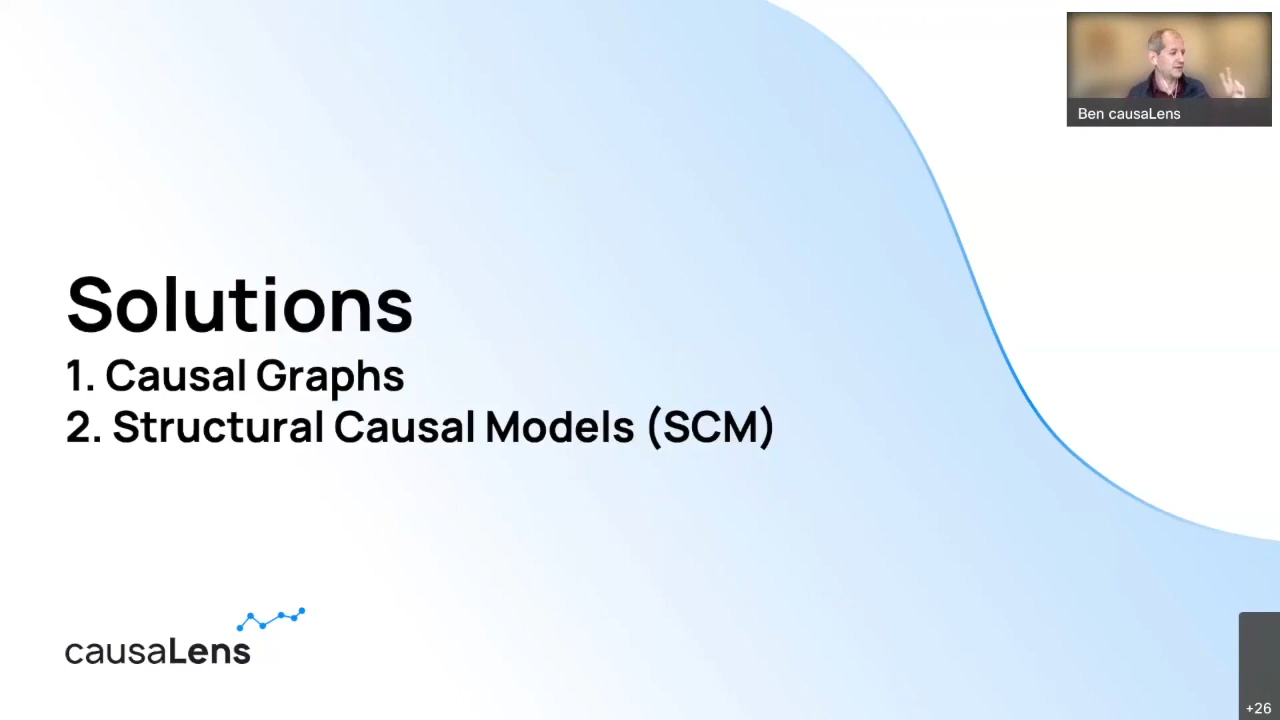 Ben causaLens
Solutions
1. Causal Graphs
2. Structural Causal Models (SCM)
causaLens
+26